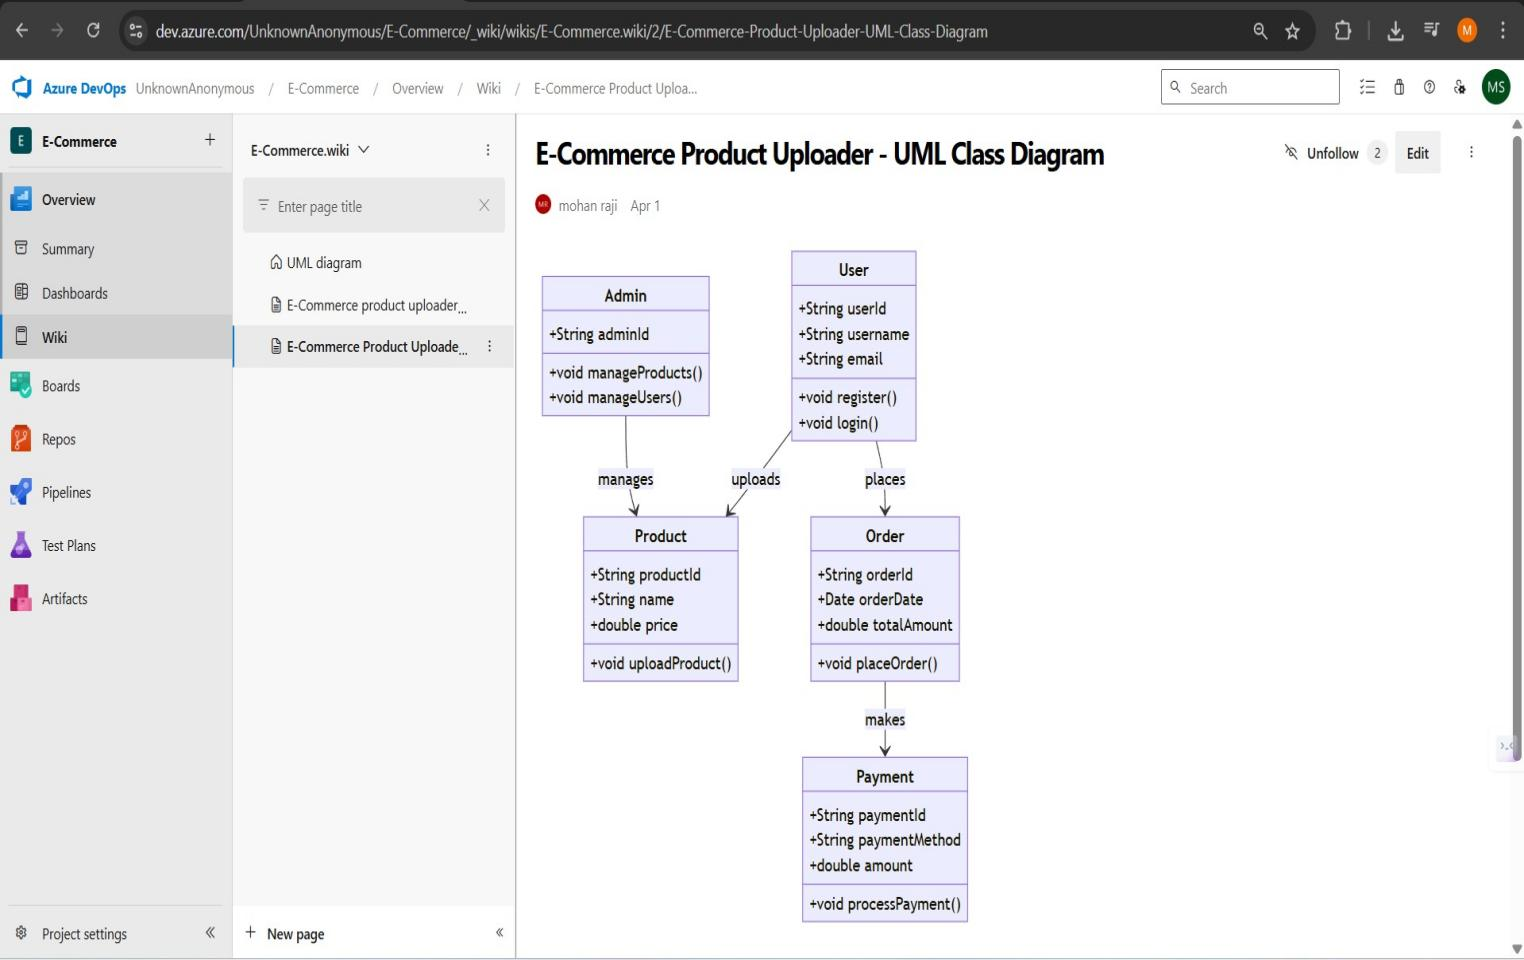 dev.azure.com/UnknownAnonymous/E-Commerce/_wiki/wikis/E-Commerce.wiki/2/E-Commerce-Product-Uploader-UML-Class-Diagram
M
Azure DevOps UnknownAnonymous / E-Commerce / Overview / Wiki / E-Commerce Product Uploa...
Search
MS
E E-Commerce +
Overview
Summary
Dashboards
Wiki
Boards
Repos
Pipelines
Test Plans
Artifacts
Project settings
E-Commerce.wiki
Enter page title
UML diagram
E-Commerce product uploader...
E-Commerce Product Uploade...
+ New page
E-Commerce Product Uploader - UML Class Diagram
Unfollow 2 Edit
MR mohan raji Apr 1
Admin
+String adminId
+void manageProducts()
+void manageUsers()
User
+String userId
+String username
+String email
+void register()
+void login()
manages
uploads
places
Product
+String productId
+String name
+double price
+void uploadProduct()
Order
+String orderId
+Date orderDate
+double totalAmount
+void placeOrder()
makes
Payment
+String paymentId
+String paymentMethod
+double amount
+void processPayment()